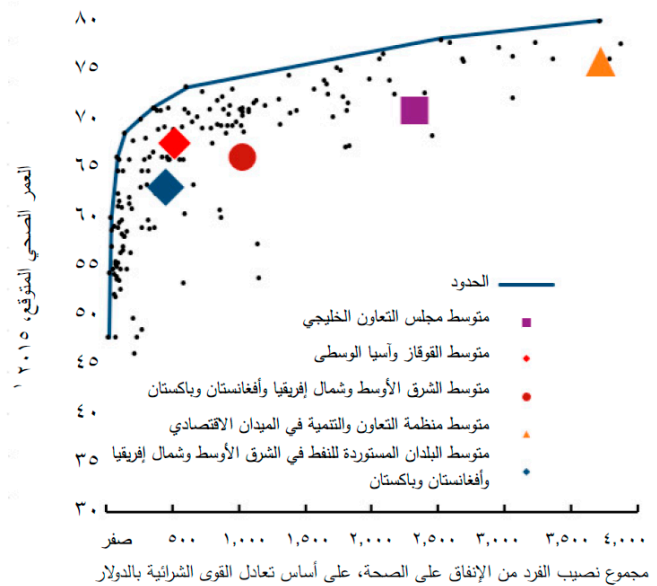 ٨٠
٧٥
٧٠
٦٥
٦٠
٥٥
٥٠
٤٥
٤٠
٣٥
٣٠
العمر الصحي المتوقع، ٢٠١٥ ١
الحدود
متوسط مجلس التعاون الخليجي
متوسط القوقاز وآسيا الوسطى
متوسط الشرق الأوسط وشمال إفريقيا وأفغانستان وباكستان
متوسط منظمة التعاون والتنمية في الميدان الاقتصادي
متوسط البلدان المستوردة للنفط في الشرق الأوسط وشمال إفريقيا
وأفغانستان وباكستان
صفر ٥٠٠ ١,٠٠٠ ١,٥٠٠ ٢,٠٠٠ ٢,٥٠٠ ٣,٠٠٠ ٣,٥٠٠ ٤,٠٠٠
مجموع نصيب الفرد من الإنفاق على الصحة، على أساس تعادل القوى الشرائية بالدولار